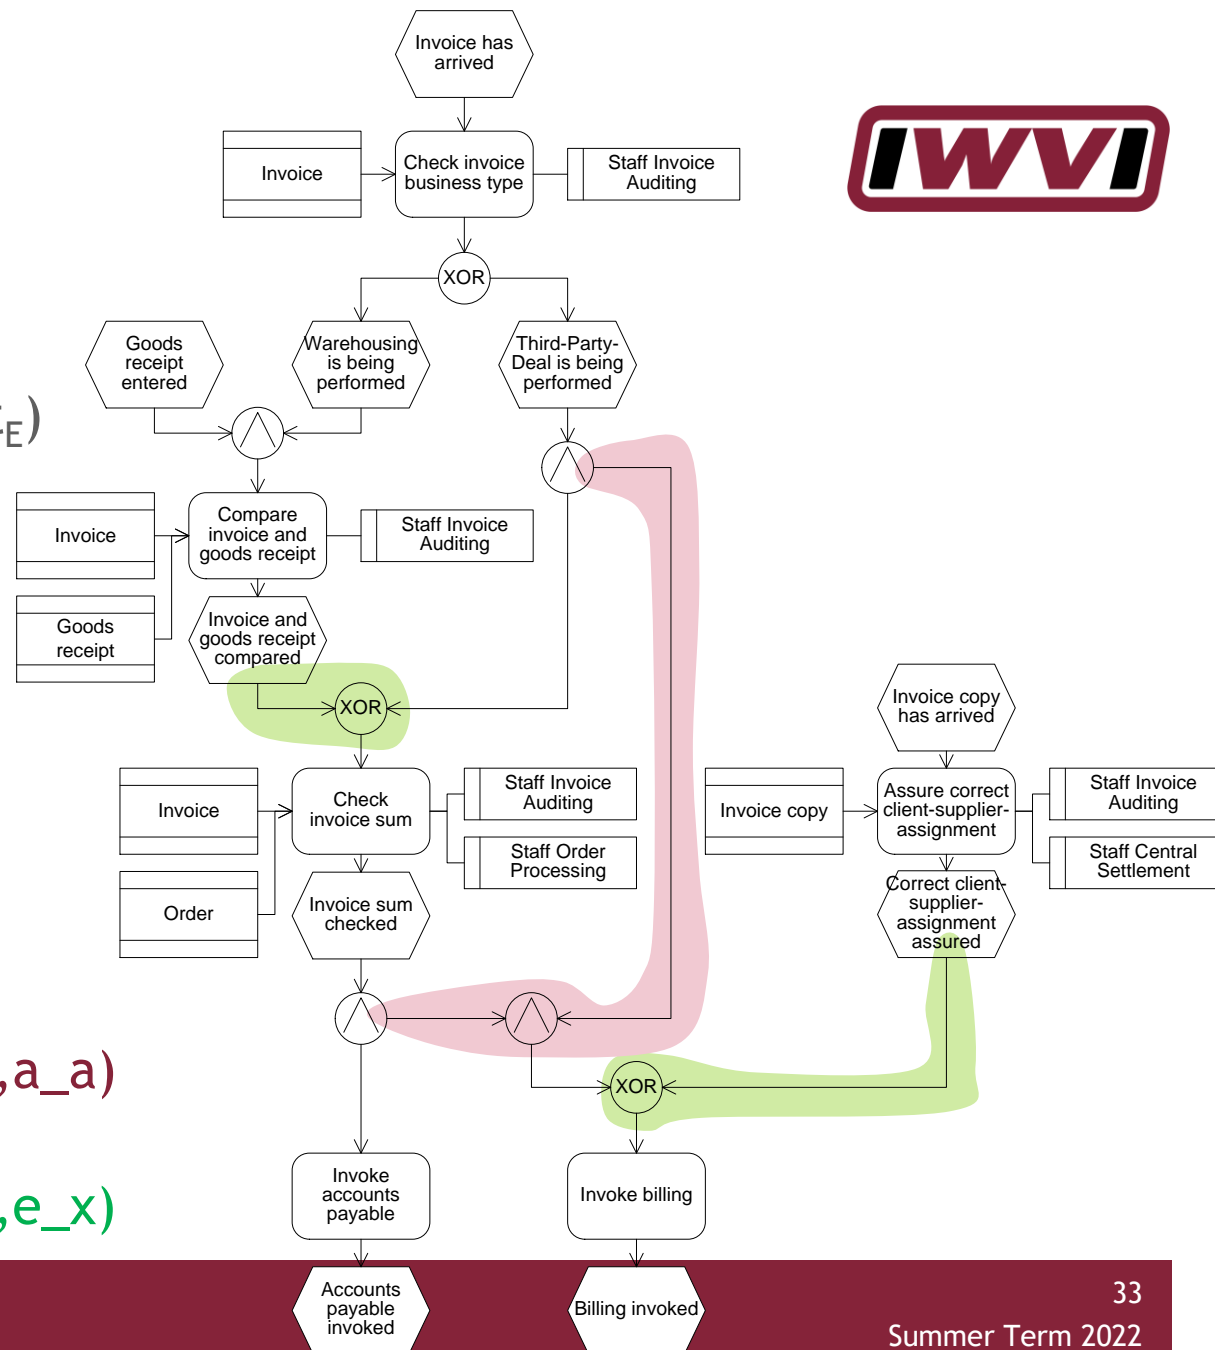 Invoice has
arrived
IWVI
Invoice
Check invoice
business type
Staff Invoice
Auditing
XOR
Goods
receipt
entered
Warehousing
is being
performed
Third-Party-
Deal is being
performed
E)
Invoice
Compare
invoice and
goods receipt
Staff Invoice
Auditing
Goods
receipt
Invoice and
goods receipt
compared
XOR
Invoice copy
has arrived
Invoice
Check
invoice sum
Staff Invoice
Auditing
Staff Order
Processing
Invoice copy
Assure correct
client-supplier-
assignment
Staff Invoice
Auditing
Staff Central
Settlement
Order
Invoice sum
checked
Correct client-
supplier-
assignment
assured
,a_a)
XOR
Invoke
accounts
payable
Invoke billing
,e_x)
Accounts
payable
invoked
Billing invoked
33
Summer Term 2022